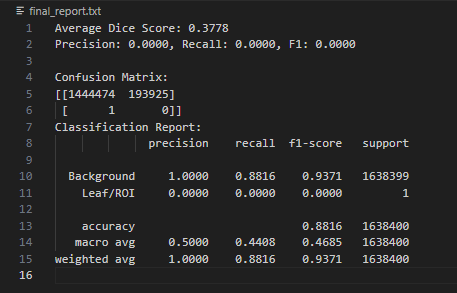 final_report.txt
1 Average Dice Score: 0.3778
2 Precision: 0.0000, Recall: 0.0000, F1: 0.0000
3
4 Confusion Matrix:
5 [[1444474 193925]
6 [ 1 0]]
7 Classification Report:
8 precision recall f1-score support
9
10 Background 1.0000 0.8816 0.9371 1638399
11 Leaf/ROI 0.0000 0.0000 0.0000 1
12
13 accuracy 0.8816 1638400
14 macro avg 0.5000 0.4408 0.4685 1638400
15 weighted avg 1.0000 0.8816 0.9371 1638400
16